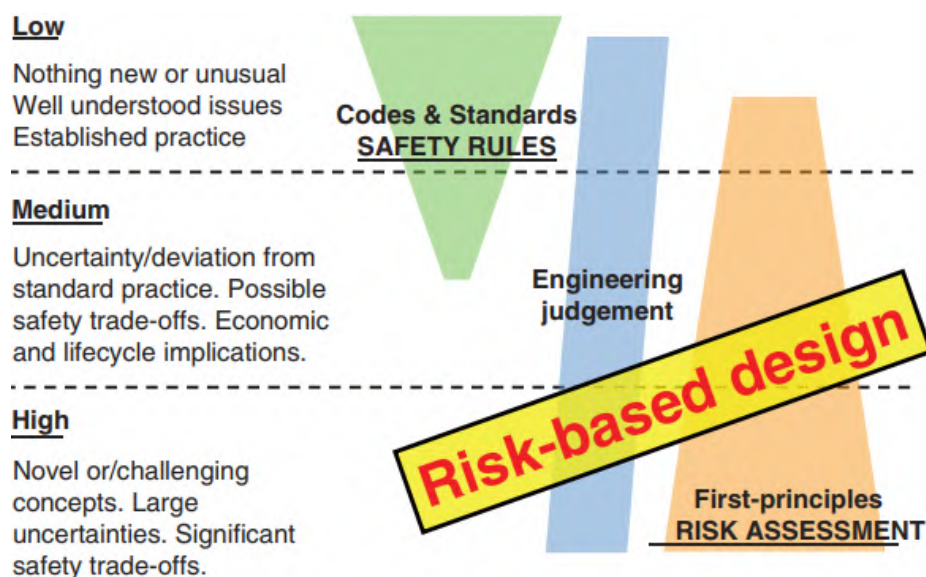 Low
Nothing new or unusual
Well understood issues
Established practice
Codes & Standards
SAFETY RULES
Medium
Uncertainty/deviation from
standard practice. Possible
safety trade-offs. Economic
and lifecycle implications.
Engineering
judgement
Risk-based design
High
Novel or/challenging
concepts. Large
uncertainties. Significant
safety trade-offs.
First-principles
RISK ASSESSMENT